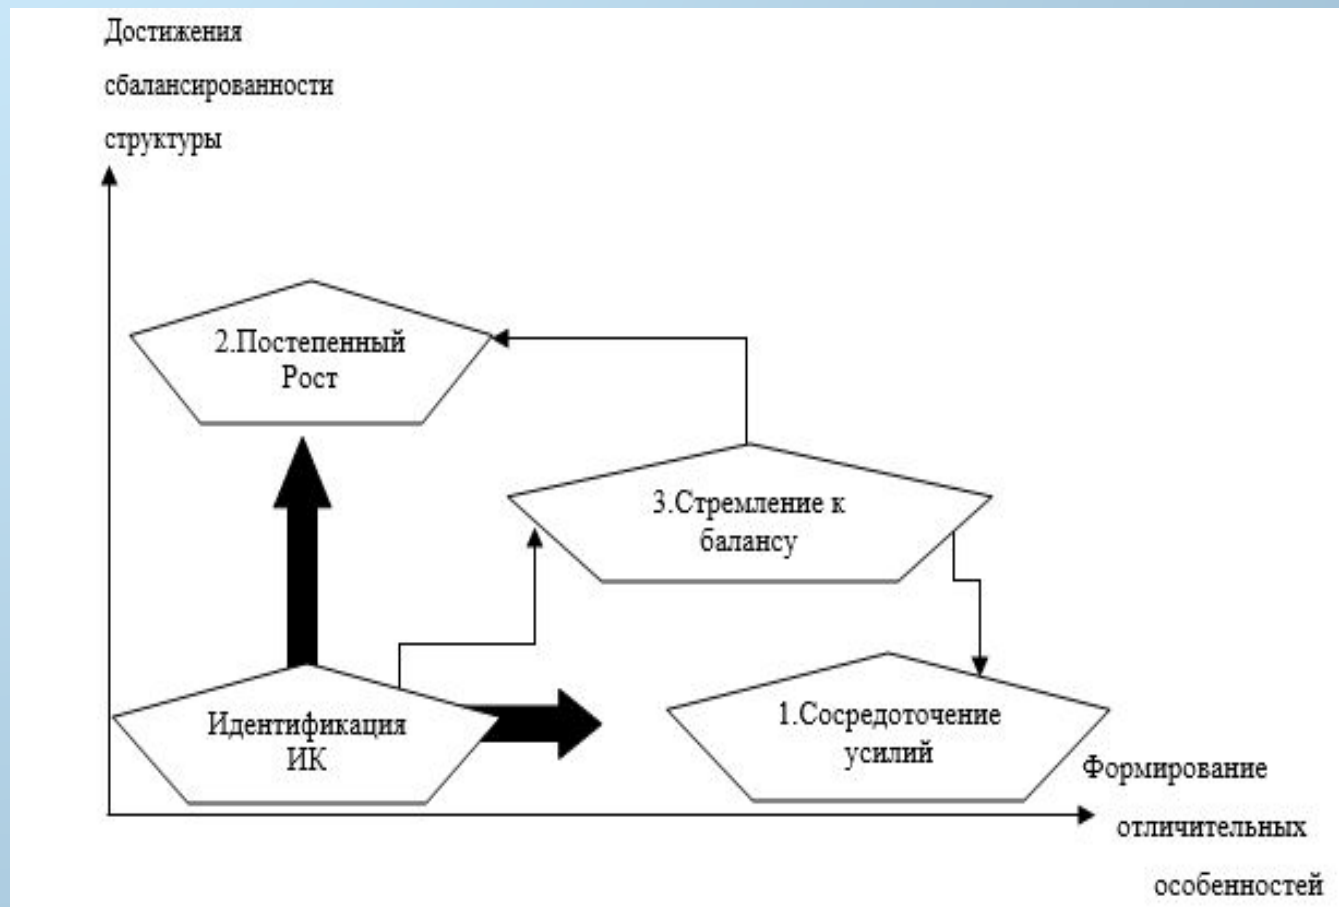 Достижения
сбалансированности
структуры
2.Постепенный
Рост
3.Стремление к
балансу
Идентификация
ИК
1.Сосредоточение
усилий
Формирование
отличительных
особенностей